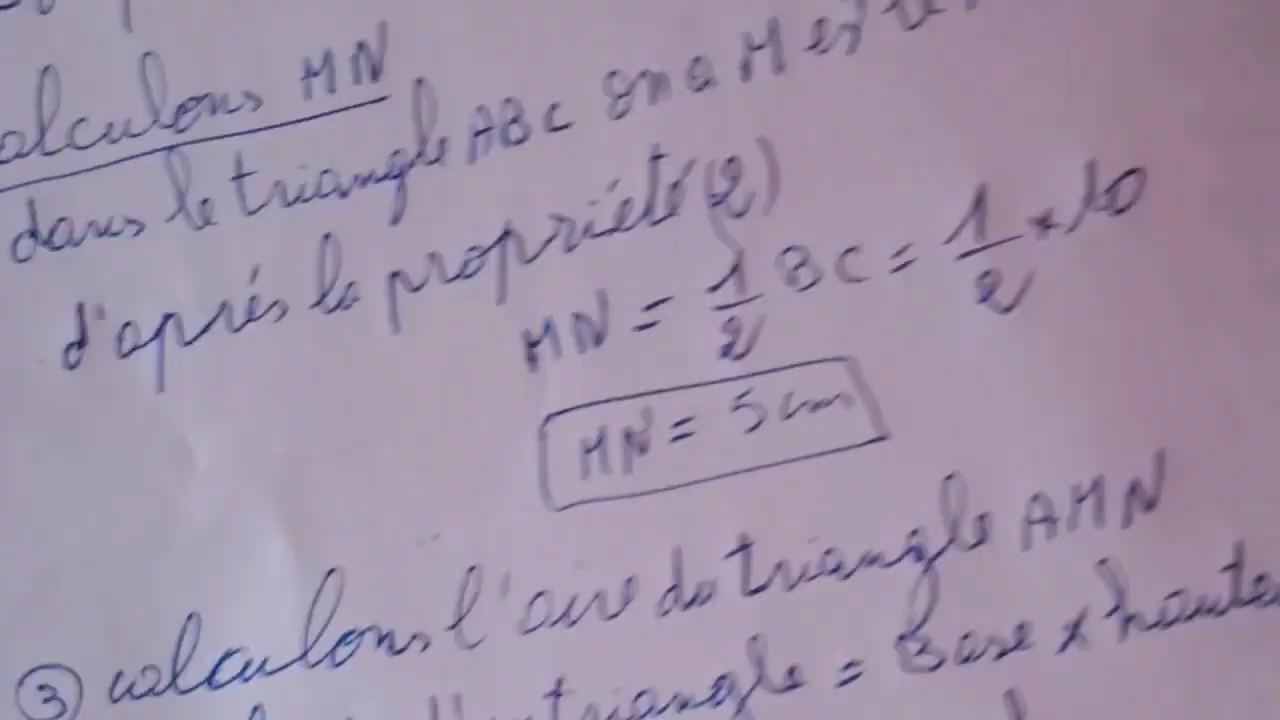 alculons MN
dans le triangle ABC on a M est
d'après la propriété (2)
MN = 1/2 BC = 1/2 × 10
MN = 5 cm
③ calculons l'aire du triangle AMN
triangle = Base × haute